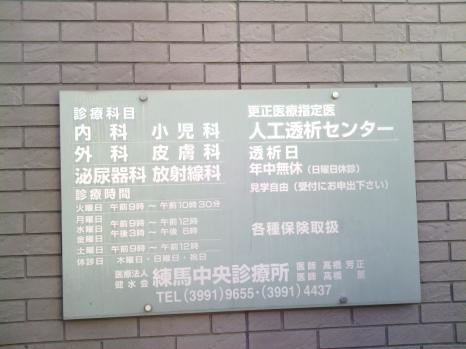 診療科目
内科 小児科
外科 皮膚科
泌尿器科 放射線科
診療時間
火曜日 午前9時〜午前10時30分
月曜日
水曜日
金曜日
午前9時〜午前12時
午後3時〜午後6時
土曜日 午前9時〜午前12時
休診日 木曜日・日曜日・祝日
更正医療指定医
人工透析センター
透析日
年中無休(日曜日休診)
見学自由(受付にお申出下さい)
各種保険取扱
医療法人
健水会
練馬中央診療所
医師 高橋 芳正
医師 高橋
TEL(3991)9655・(3991)4437